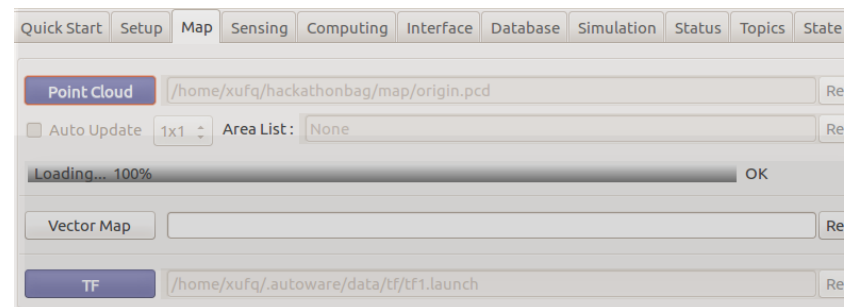 Quick Start Setup Map Sensing Computing Interface Database Simulation Status Topics State
Point Cloud /home/xufq/hackathonbag/map/origin.pcd Re
Auto Update 1x1 Area List : None Re
Loading... 100% OK
Vector Map Re
TF /home/xufq/.autoware/data/tf/tf1.launch Re